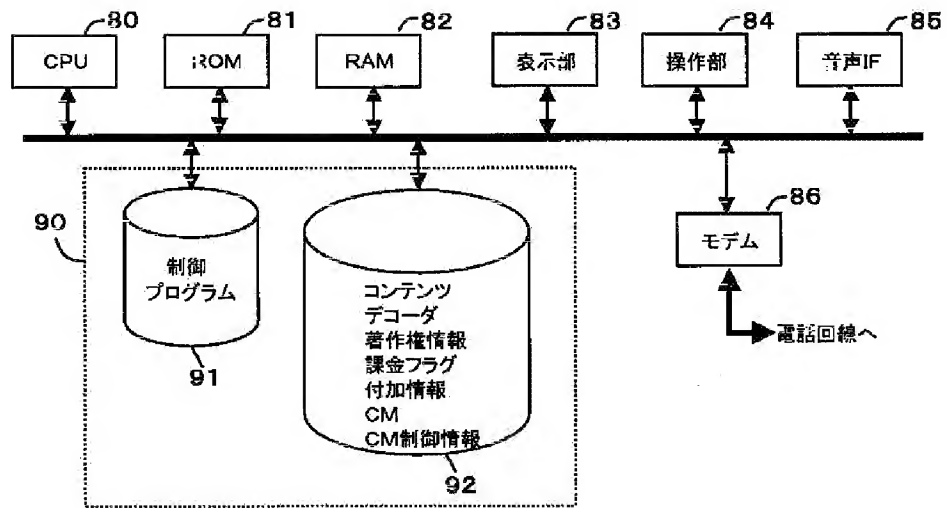 80
81
82
83
84
85
CPU
ROM
RAM
表示部
操作部
音声IF
86
モデム
電話回線へ
90
制御
プログラム
91
コンテンツ
デコーダ
著作権情報
課金フラグ
付加情報
CM
CM制御情報
92